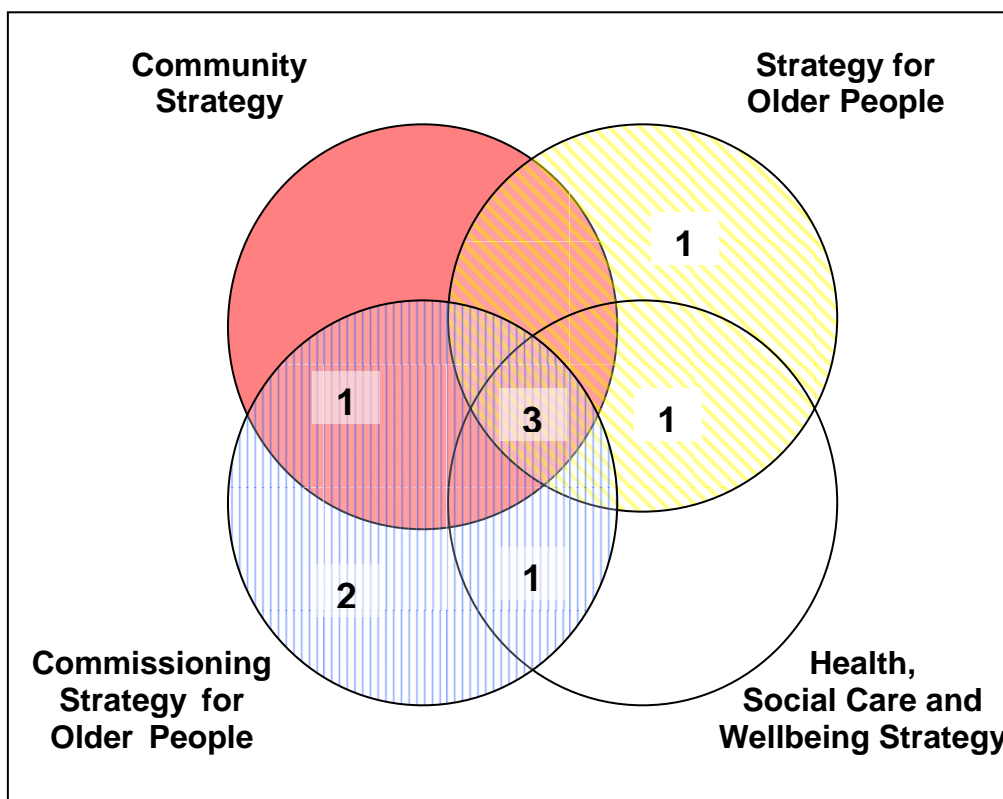 Community
Strategy
Strategy for
Older People
1
1
3
1
2
1
Commissioning
Strategy for
Older People
Health,
Social Care and
Wellbeing Strategy